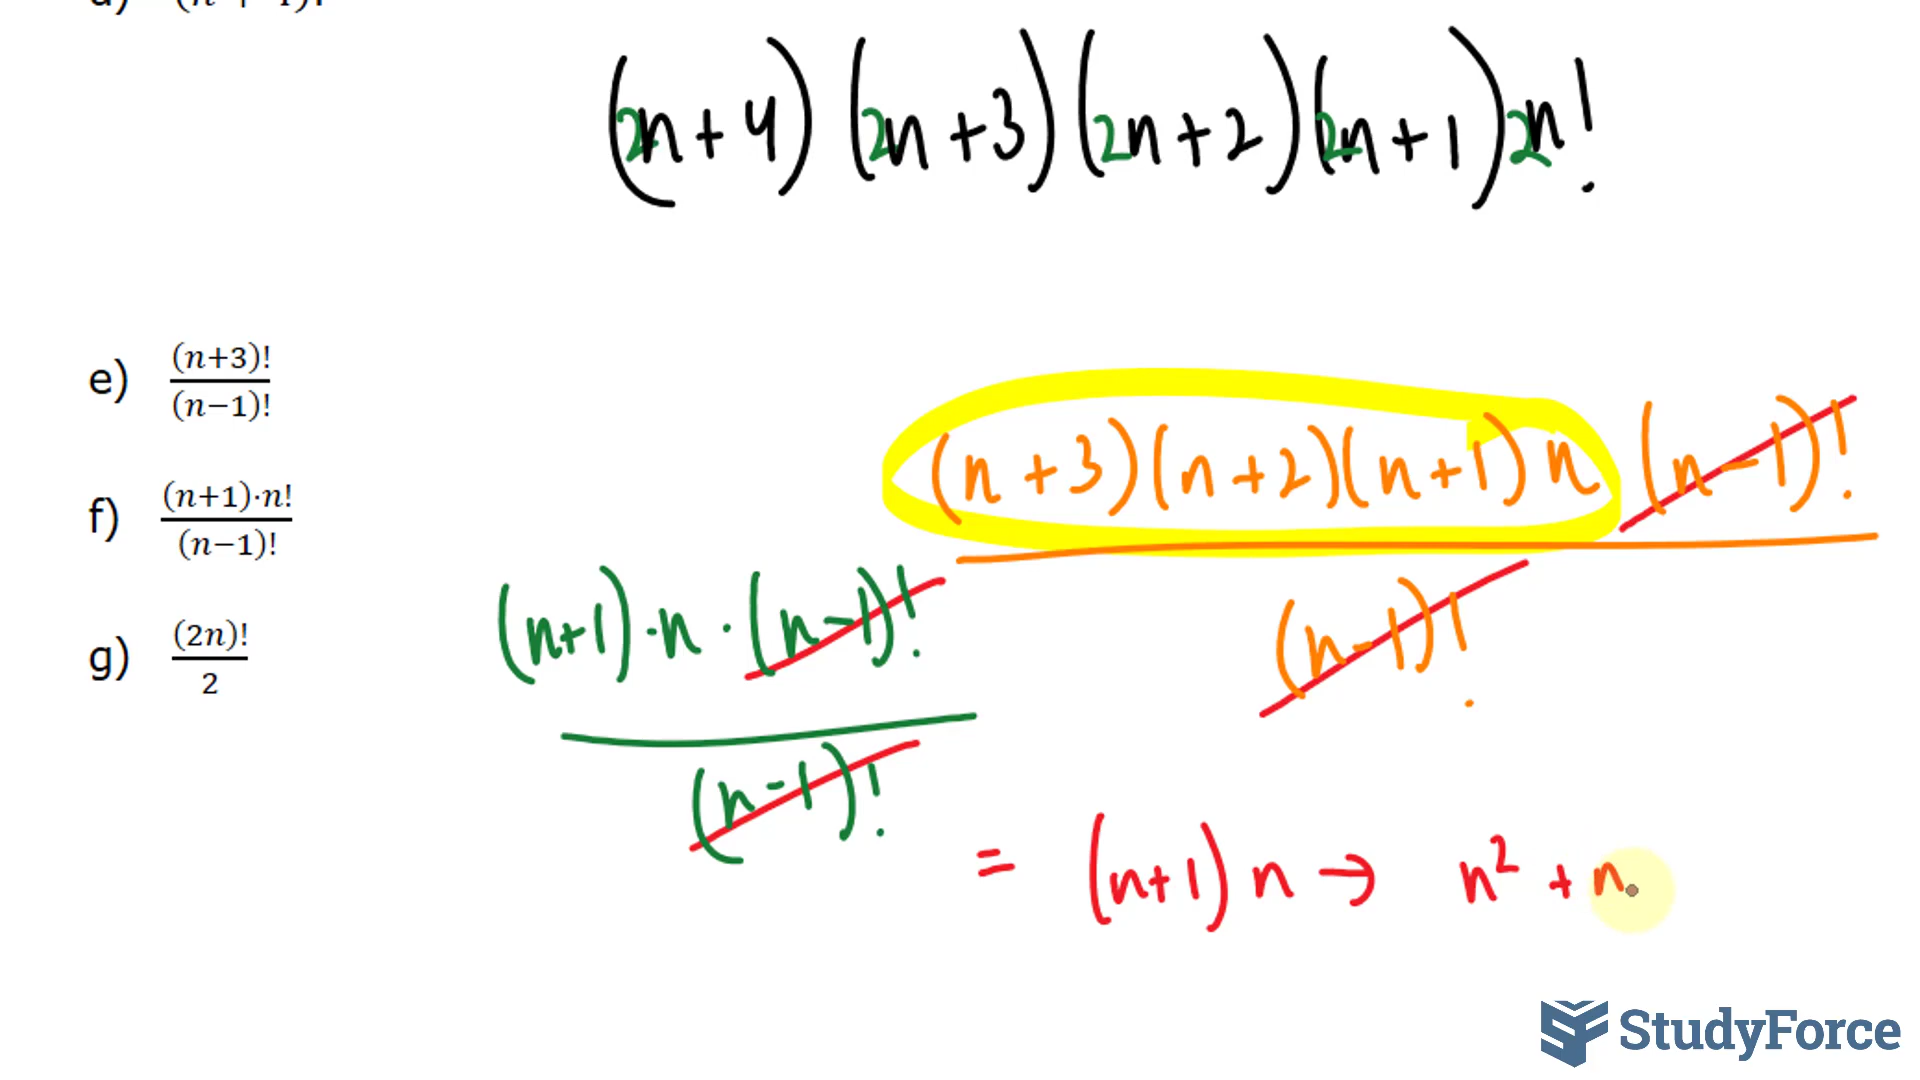 (2n+4)(2n+3)(2n+2)(2n+1)2n!
e) (n+3)!/(n−1)!
(n+3)(n+2)(n+1)n(n-1)!
(n-1)!
f) (n+1)·n!/(n−1)!
(n+1)·n·(n-1)!
(n-1)!
g) (2n)!/2
= (n+1)n → n² + n
StudyForce